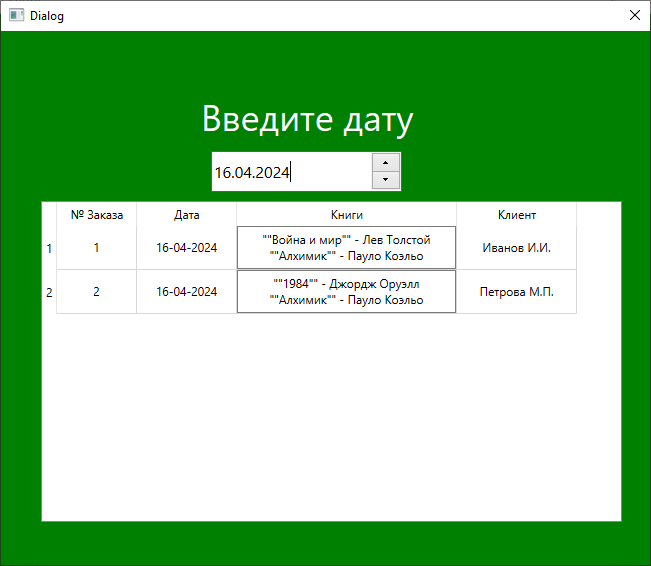 Dialog
Введите дату
16.04.2024
№ Заказа Дата Книги Клиент
1 1 16-04-2024 ""Война и мир"" - Лев Толстой Иванов И.И.
""Алхимик"" - Пауло Коэльо
2 2 16-04-2024 ""1984"" - Джордж Оруэлл Петрова М.П.
""Алхимик"" - Пауло Коэльо